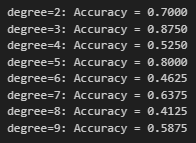 degree=2: Accuracy = 0.7000
degree=3: Accuracy = 0.8750
degree=4: Accuracy = 0.5250
degree=5: Accuracy = 0.8000
degree=6: Accuracy = 0.4625
degree=7: Accuracy = 0.6375
degree=8: Accuracy = 0.4125
degree=9: Accuracy = 0.5875